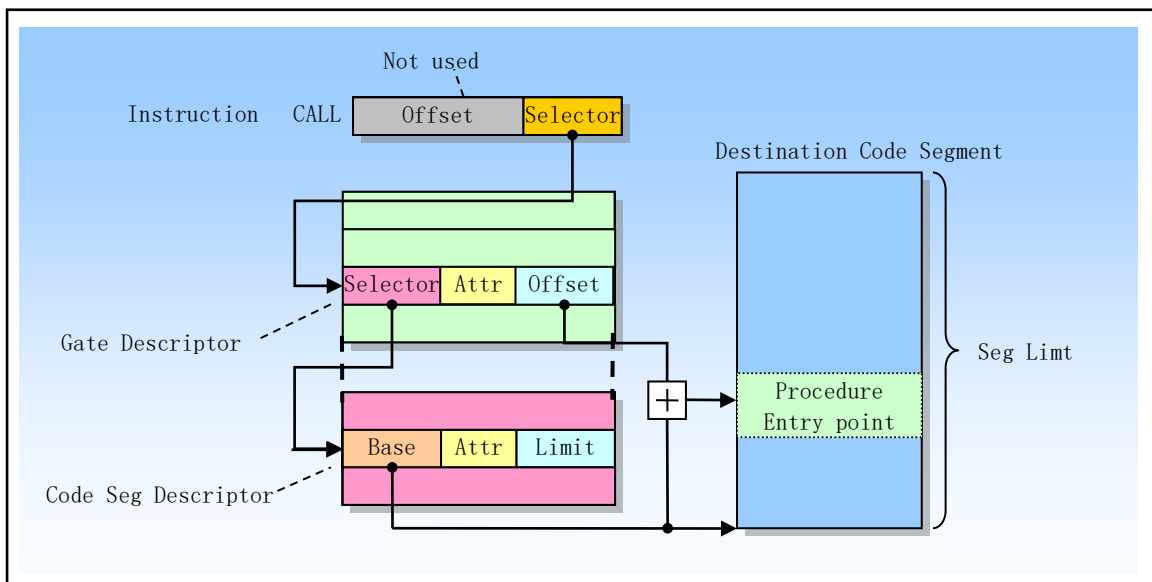 Not used
Instruction CALL Offset Selector
Destination Code Segment
Selector Attr Offset
Gate Descriptor
Seg Limt
+
Procedure
Entry point
Base Attr Limit
Code Seg Descriptor